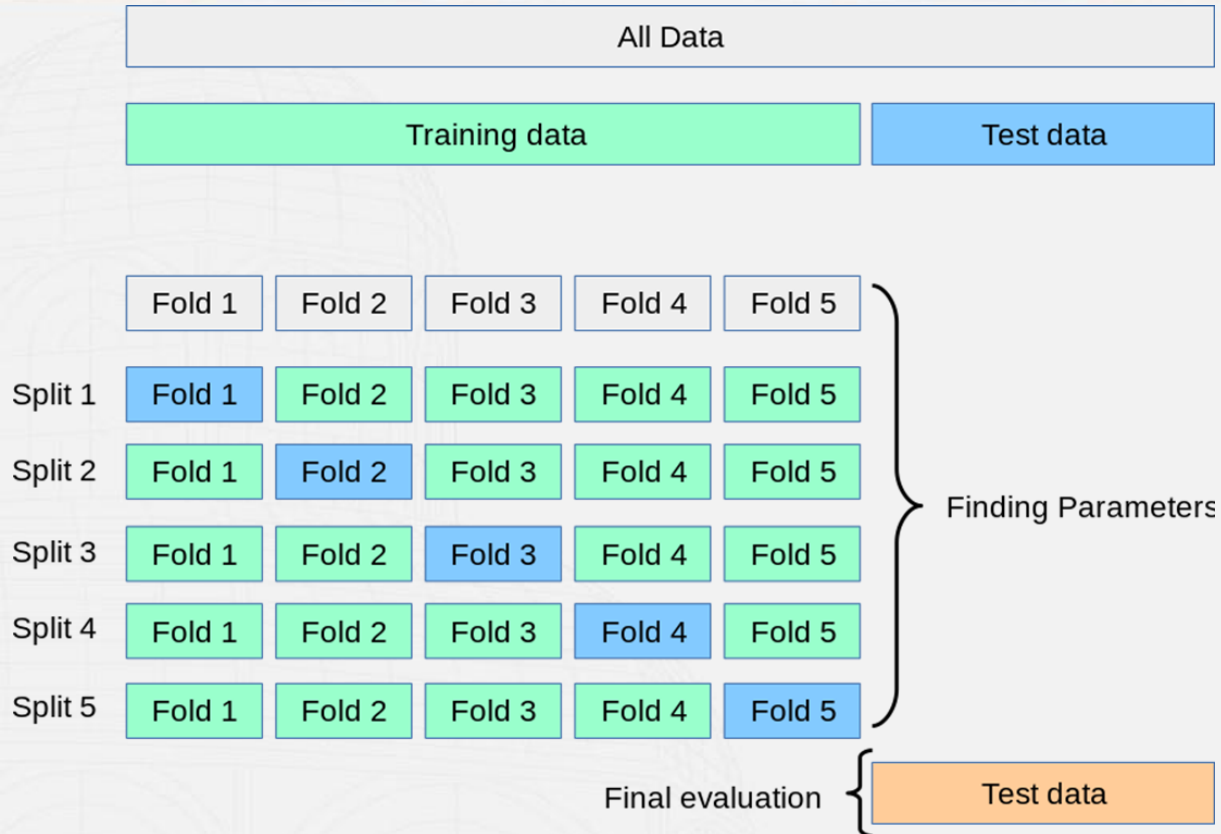 All Data
Training data Test data
Fold 1 Fold 2 Fold 3 Fold 4 Fold 5
Split 1 Fold 1 Fold 2 Fold 3 Fold 4 Fold 5
Split 2 Fold 1 Fold 2 Fold 3 Fold 4 Fold 5
Finding Parameters
Split 3 Fold 1 Fold 2 Fold 3 Fold 4 Fold 5
Split 4 Fold 1 Fold 2 Fold 3 Fold 4 Fold 5
Split 5 Fold 1 Fold 2 Fold 3 Fold 4 Fold 5
Final evaluation Test data